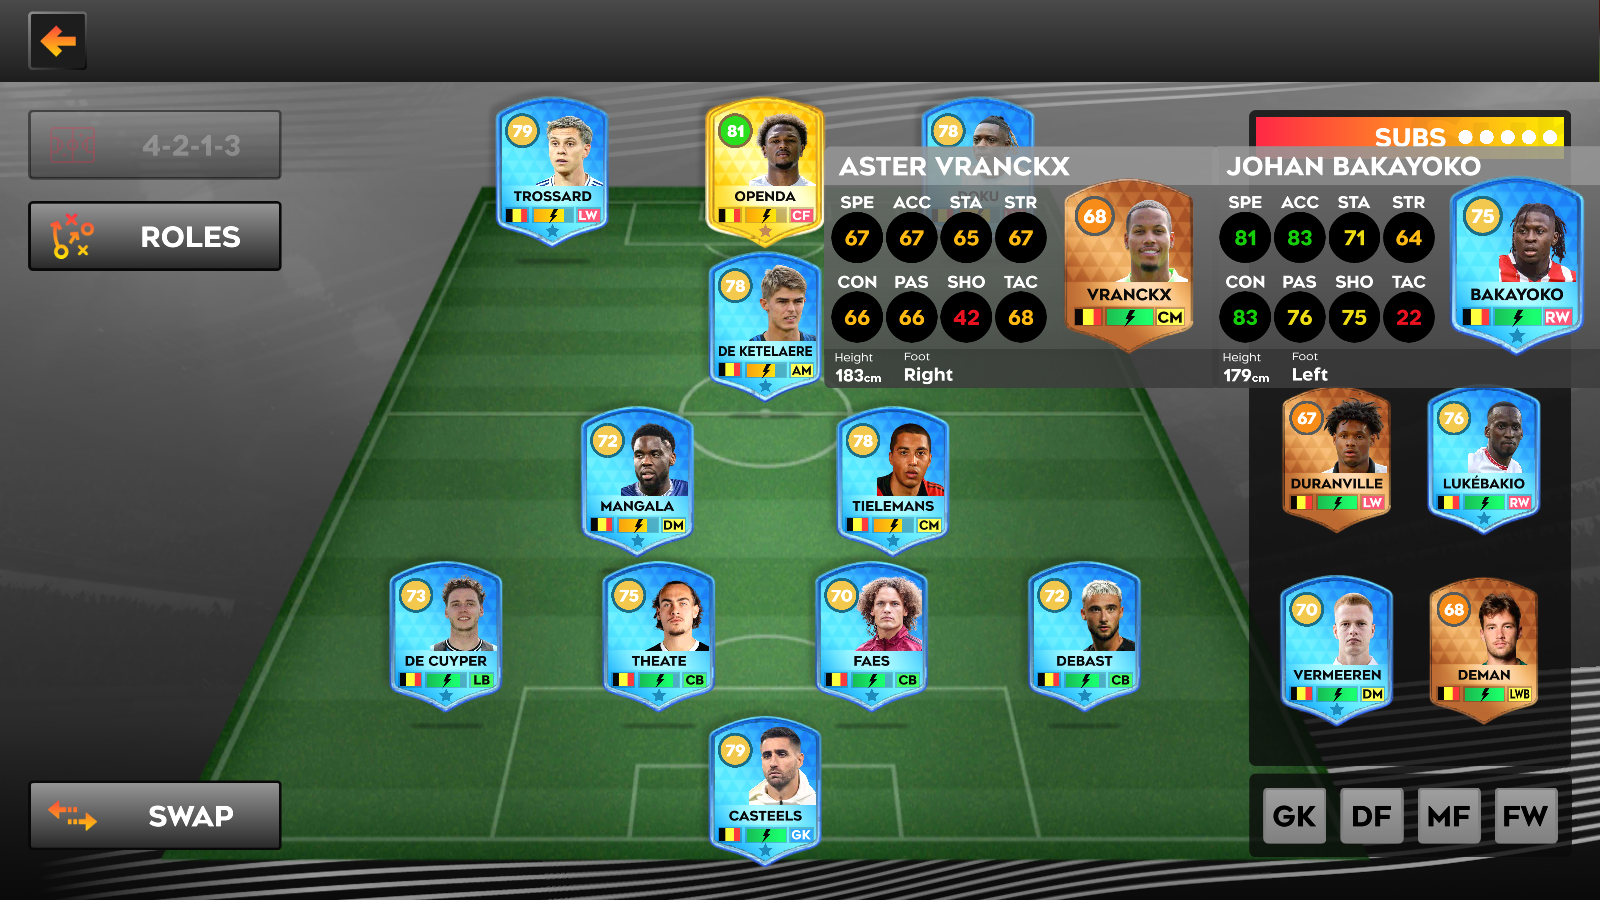 4-2-1-3
ROLES
SWAP
79
TROSSARD
LW
81
OPENDA
CF
78
DOKU
78
DE KETELAERE
AM
72
MANGALA
DM
78
TIELEMANS
CM
73
DE CUYPER
LB
75
THEATE
CB
70
FAES
CB
72
DEBAST
CB
79
CASTEELS
GK
SUBS
ASTER VRANCKX
SPE ACC STA STR
67 67 65 67
CON PAS SHO TAC
66 66 42 68
Height Foot
183cm Right
68
VRANCKX
CM
JOHAN BAKAYOKO
SPE ACC STA STR
81 83 71 64
CON PAS SHO TAC
83 76 75 22
Height Foot
179cm Left
75
BAKAYOKO
RW
67
DURANVILLE
LW
76
LUKÉBAKIO
RW
70
VERMEEREN
DM
68
DEMAN
LWB
GK DF MF FW